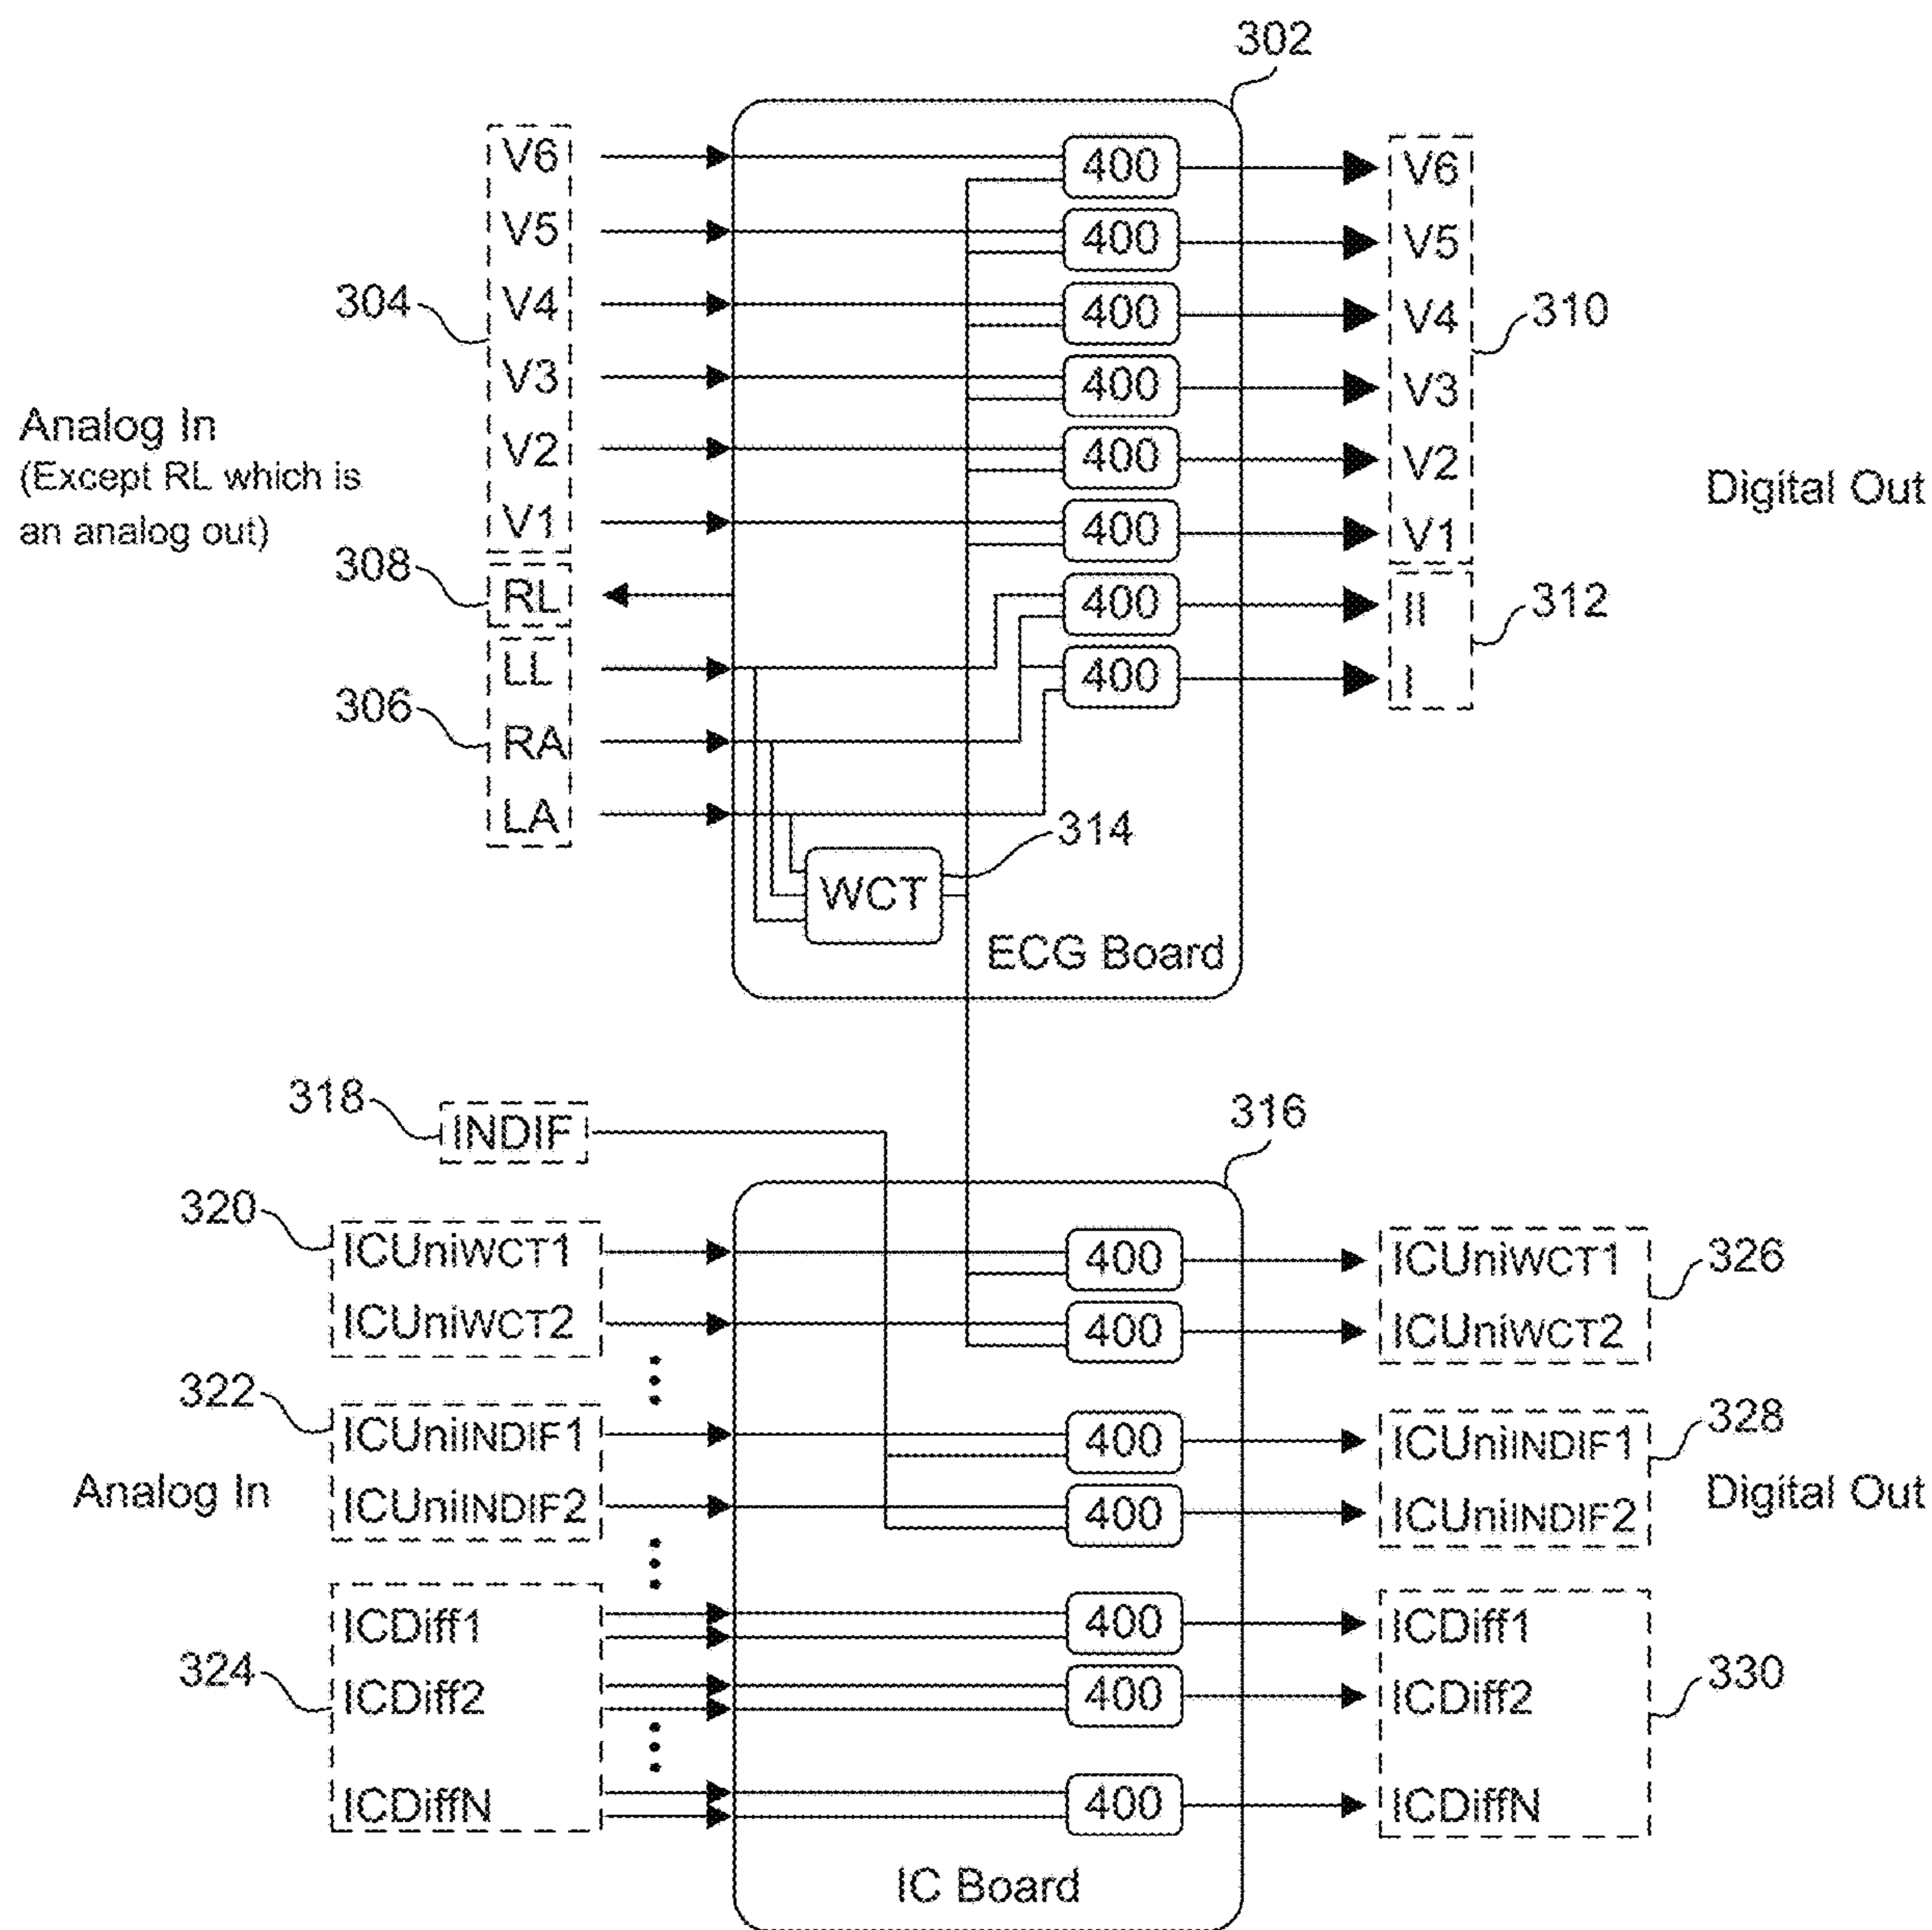 302
V6 400 V6
V5 400 V5
304 V4 400 V4 310
V3 400 V3
Analog In
(Except RL which is
an analog out)
V2 400 V2
Digital Out
V1 400 V1
308 RL 400 II 312
LL 400 I
306 RA
LA
314
WCT
ECG Board
318 INDIF
316
320 ICUniWCT1 400 ICUniWCT1 326
ICUniWCT2 400 ICUniWCT2
322 ICUniINDIF1 400 ICUniINDIF1 328
Analog In
Digital Out
ICUniINDIF2 400 ICUniINDIF2
ICDiff1 400 ICDiff1
324 ICDiff2 400 ICDiff2 330
ICDiffN 400 ICDiffN
IC Board